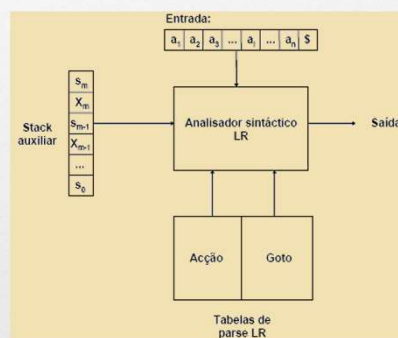 Entrada:
a1 a2 a3 ... ai ... an $
sm
Xm
sm-1
Xm-1
...
s0
Stack
auxiliar
Analisador sintáctico
LR
Saída
Acção Goto
Tabelas de
parse LR